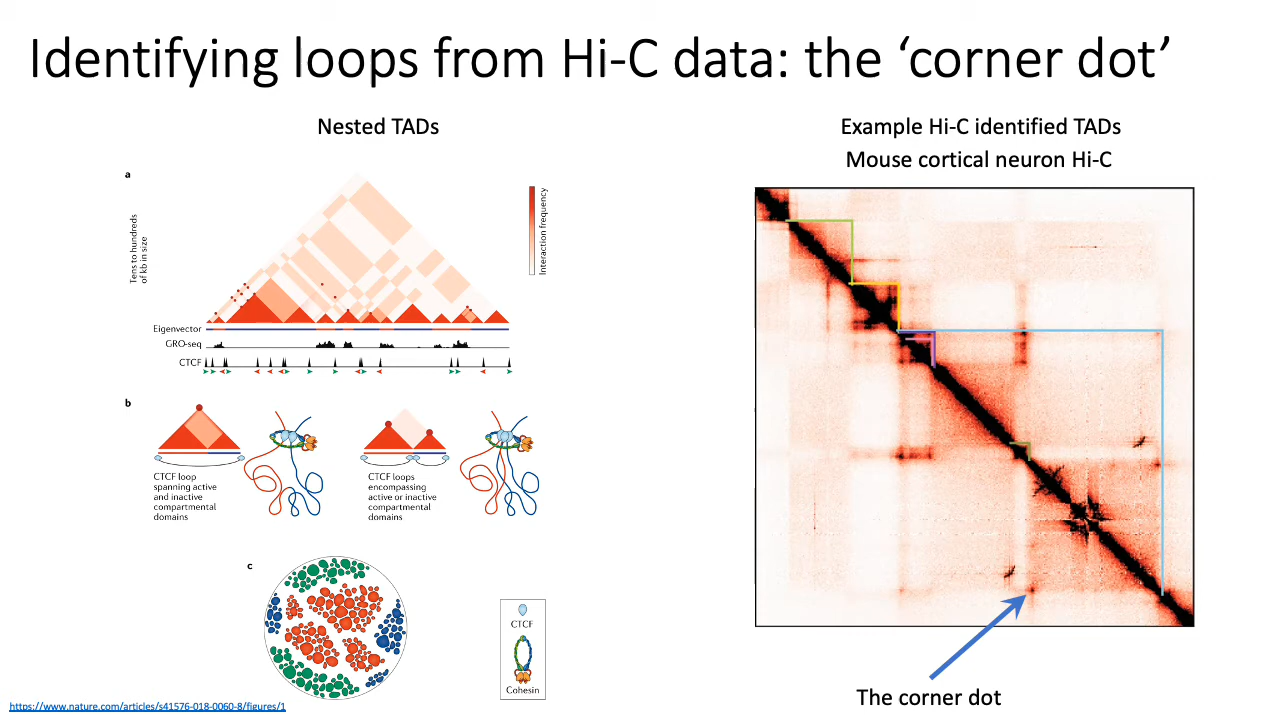 Identifying loops from Hi-C data: the ‘corner dot’
Nested TADs
a
Tens to hundreds
of kb in size
Interaction frequency
Eigenvector
GRO-seq
CTCF
b
CTCF loop
spanning active
and inactive
compartmental
domains
CTCF loops
encompassing
active or inactive
compartmental
domains
c
CTCF
Cohesin
https://www.nature.com/articles/s41576-018-0060-8/figures/1
Example Hi-C identified TADs
Mouse cortical neuron Hi-C
The corner dot